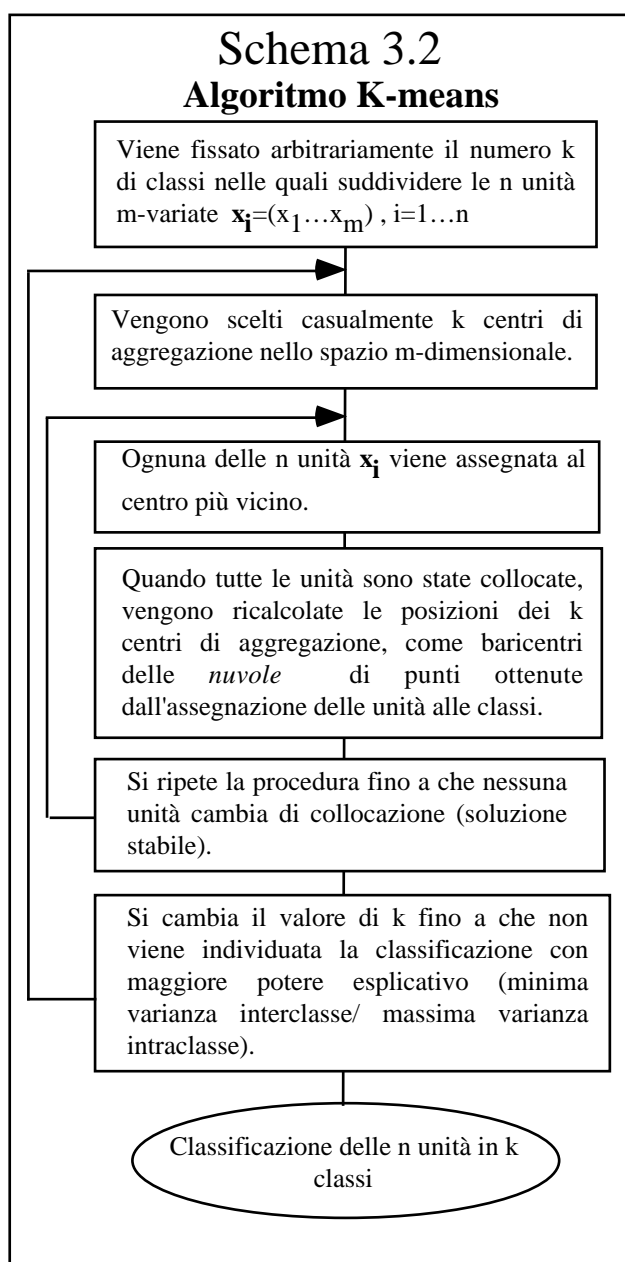 Schema 3.2
Algoritmo K-means
Viene fissato arbitrariamente il numero k
di classi nelle quali suddividere le n unità
m-variate xi=(x1…xm) , i=1…n
Vengono scelti casualmente k centri di
aggregazione nello spazio m-dimensionale.
Ognuna delle n unità xi viene assegnata al
centro più vicino.
Quando tutte le unità sono state collocate,
vengono ricalcolate le posizioni dei k
centri di aggregazione, come baricentri
delle nuvole di punti ottenute
dall'assegnazione delle unità alle classi.
Si ripete la procedura fino a che nessuna
unità cambia di collocazione (soluzione
stabile).
Si cambia il valore di k fino a che non
viene individuata la classificazione con
maggiore potere esplicativo (minima
varianza interclasse/ massima varianza
intraclasse).
Classificazione delle n unità in k
classi